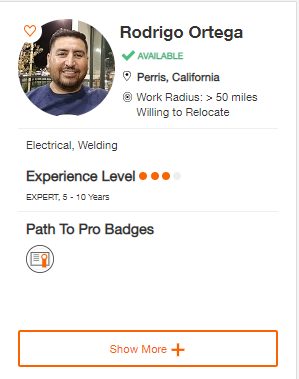 Rodrigo Ortega
AVAILABLE
Perris, California
Work Radius: > 50 miles
Willing to Relocate
Electrical, Welding
Experience Level
EXPERT, 5 - 10 Years
Path To Pro Badges
Show More